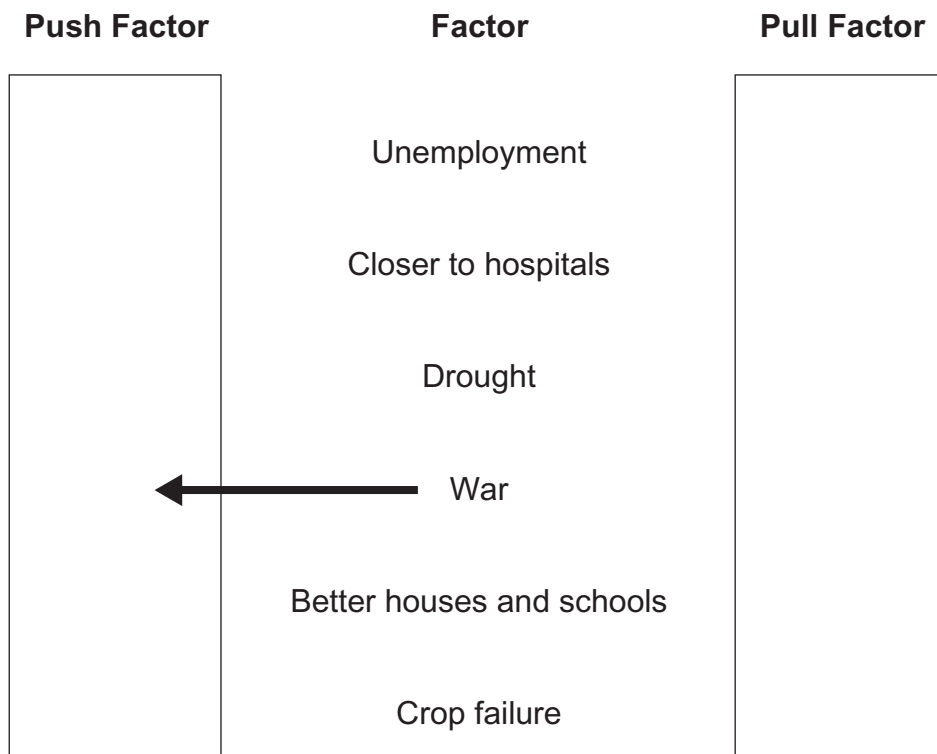 Push Factor Factor Pull Factor
Unemployment
Closer to hospitals
Drought
War
Better houses and schools
Crop failure